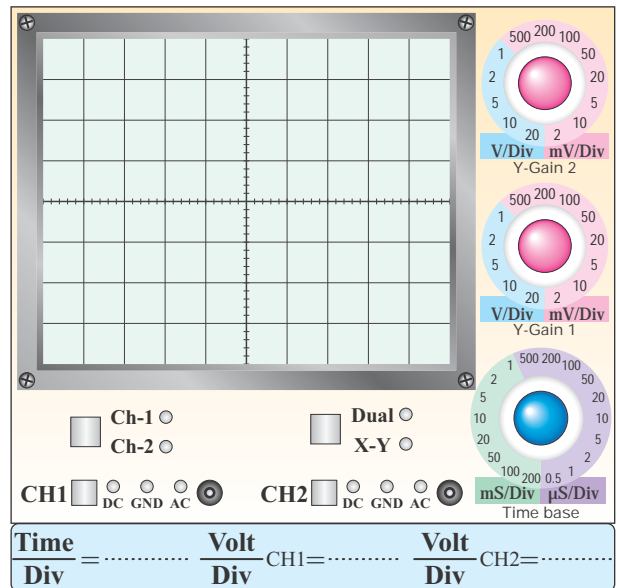 500 200 100
1 50
2 20
5 5
10 10
20 2
V/Div mV/Div
Y-Gain 2
500 200 100
1 50
2 20
5 5
10 10
20 2
V/Div mV/Div
Y-Gain 1
500 200 100
1 50
2 20
5 10
10 5
20 2
50 1
100 200 0.5
mS/Div µS/Div
Time base
Ch-1
Ch-2
Dual
X-Y
CH1 DC GND AC
CH2 DC GND AC
Time/Div = ............... Volt/Div CH1=........... Volt/Div CH2=...........